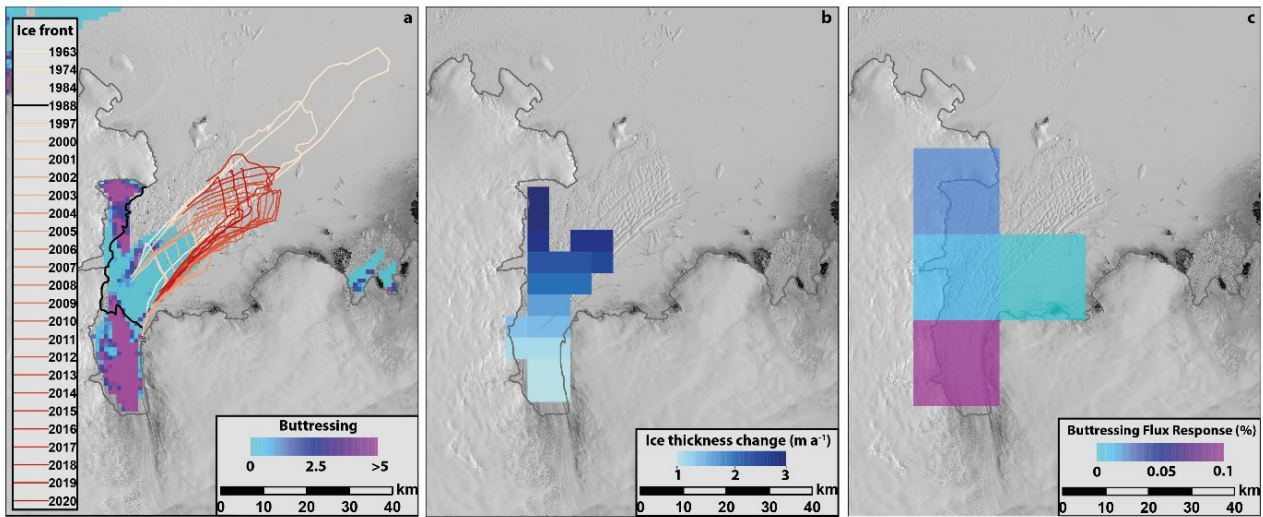 Ice front
1963
1974
1984
1988
1997
2000
2001
2002
2003
2004
2005
2006
2007
2008
2009
2010
2011
2012
2013
2014
2015
2016
2017
2018
2019
2020
a
Buttressing
0 2.5 >5
km
0 10 20 30 40
b
Ice thickness change (m a⁻¹)
1 2 3
km
0 10 20 30 40
c
Buttressing Flux Response (%)
0 0.05 0.1
km
0 10 20 30 40